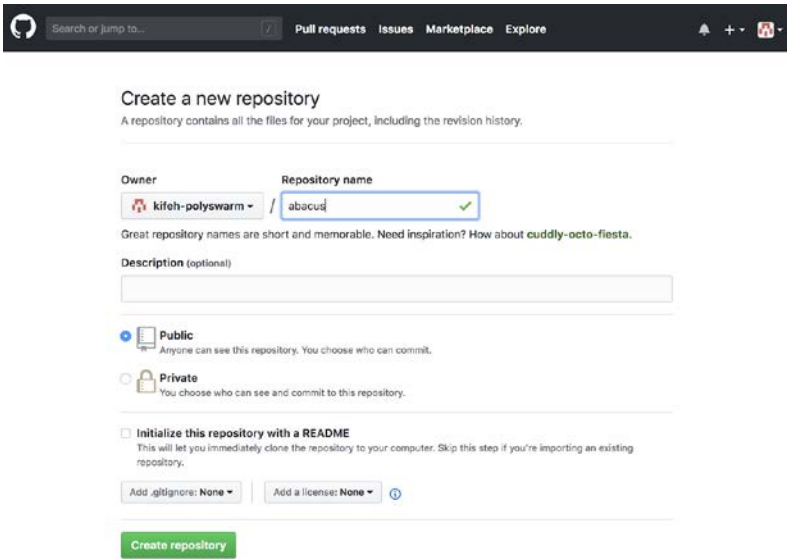 Search or jump to... /
Pull requests Issues Marketplace Explore
Create a new repository
A repository contains all the files for your project, including the revision history.
Owner Repository name
kifeh-polyswarm / abacus
Great repository names are short and memorable. Need inspiration? How about cuddly-octo-fiesta.
Description (optional)
Public
Anyone can see this repository. You choose who can commit.
Private
You choose who can see and commit to this repository.
Initialize this repository with a README
This will let you immediately clone the repository to your computer. Skip this step if you're importing an existing
repository.
Add .gitignore: None Add a license: None
Create repository